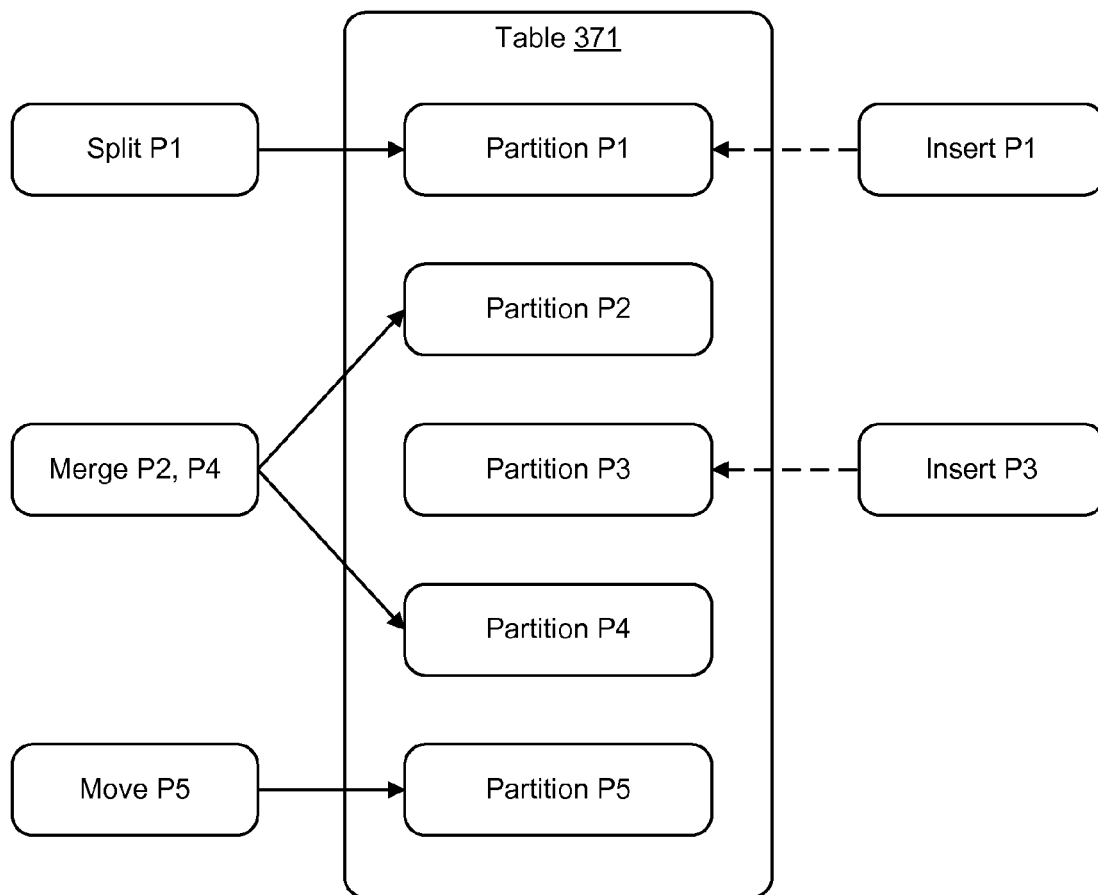 Table 371
Split P1
Partition P1
Insert P1
Partition P2
Merge P2, P4
Partition P3
Insert P3
Partition P4
Move P5
Partition P5